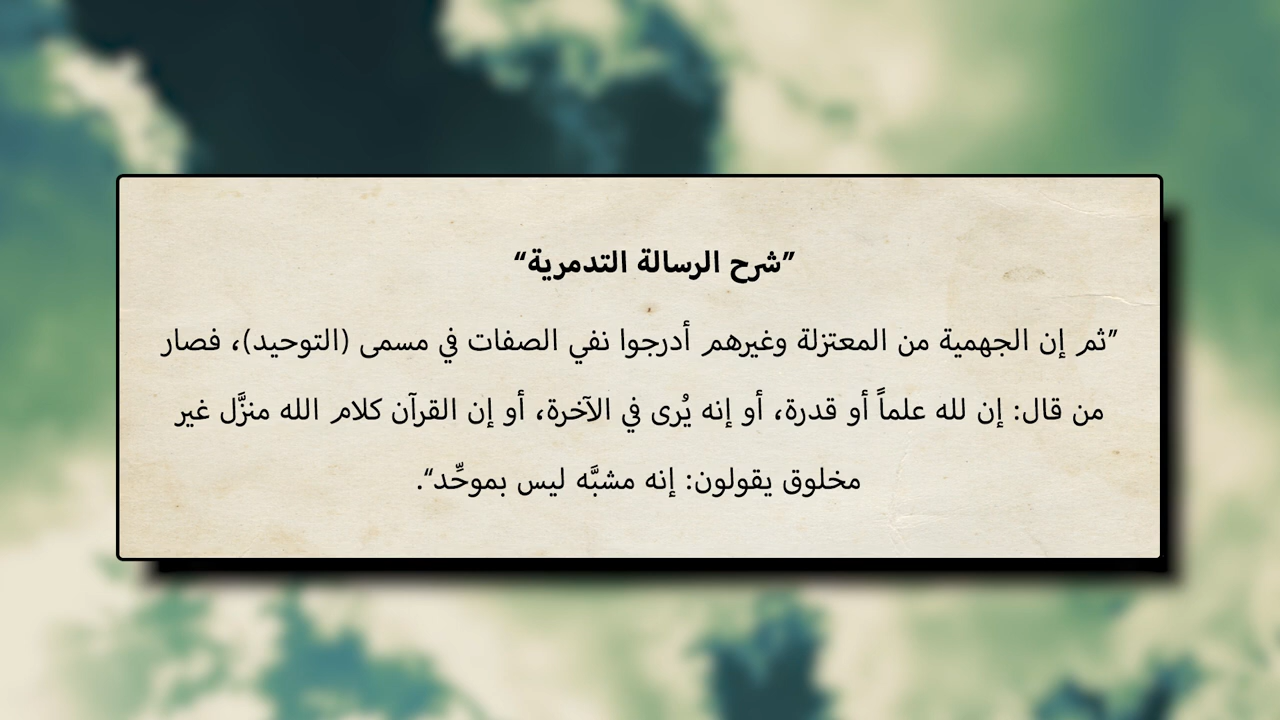 ”شرح الرسالة التدمرية“
”ثم إن الجهمية من المعتزلة وغيرهم أدرجوا نفي الصفات في مسمى (التوحيد)، فصار
من قال: إن لله علماً أو قدرة، أو إنه يُرى في الآخرة، أو إن القرآن كلام الله منزَّل غير
مخلوق يقولون: إنه مشبَّه ليس بموحِّد“.